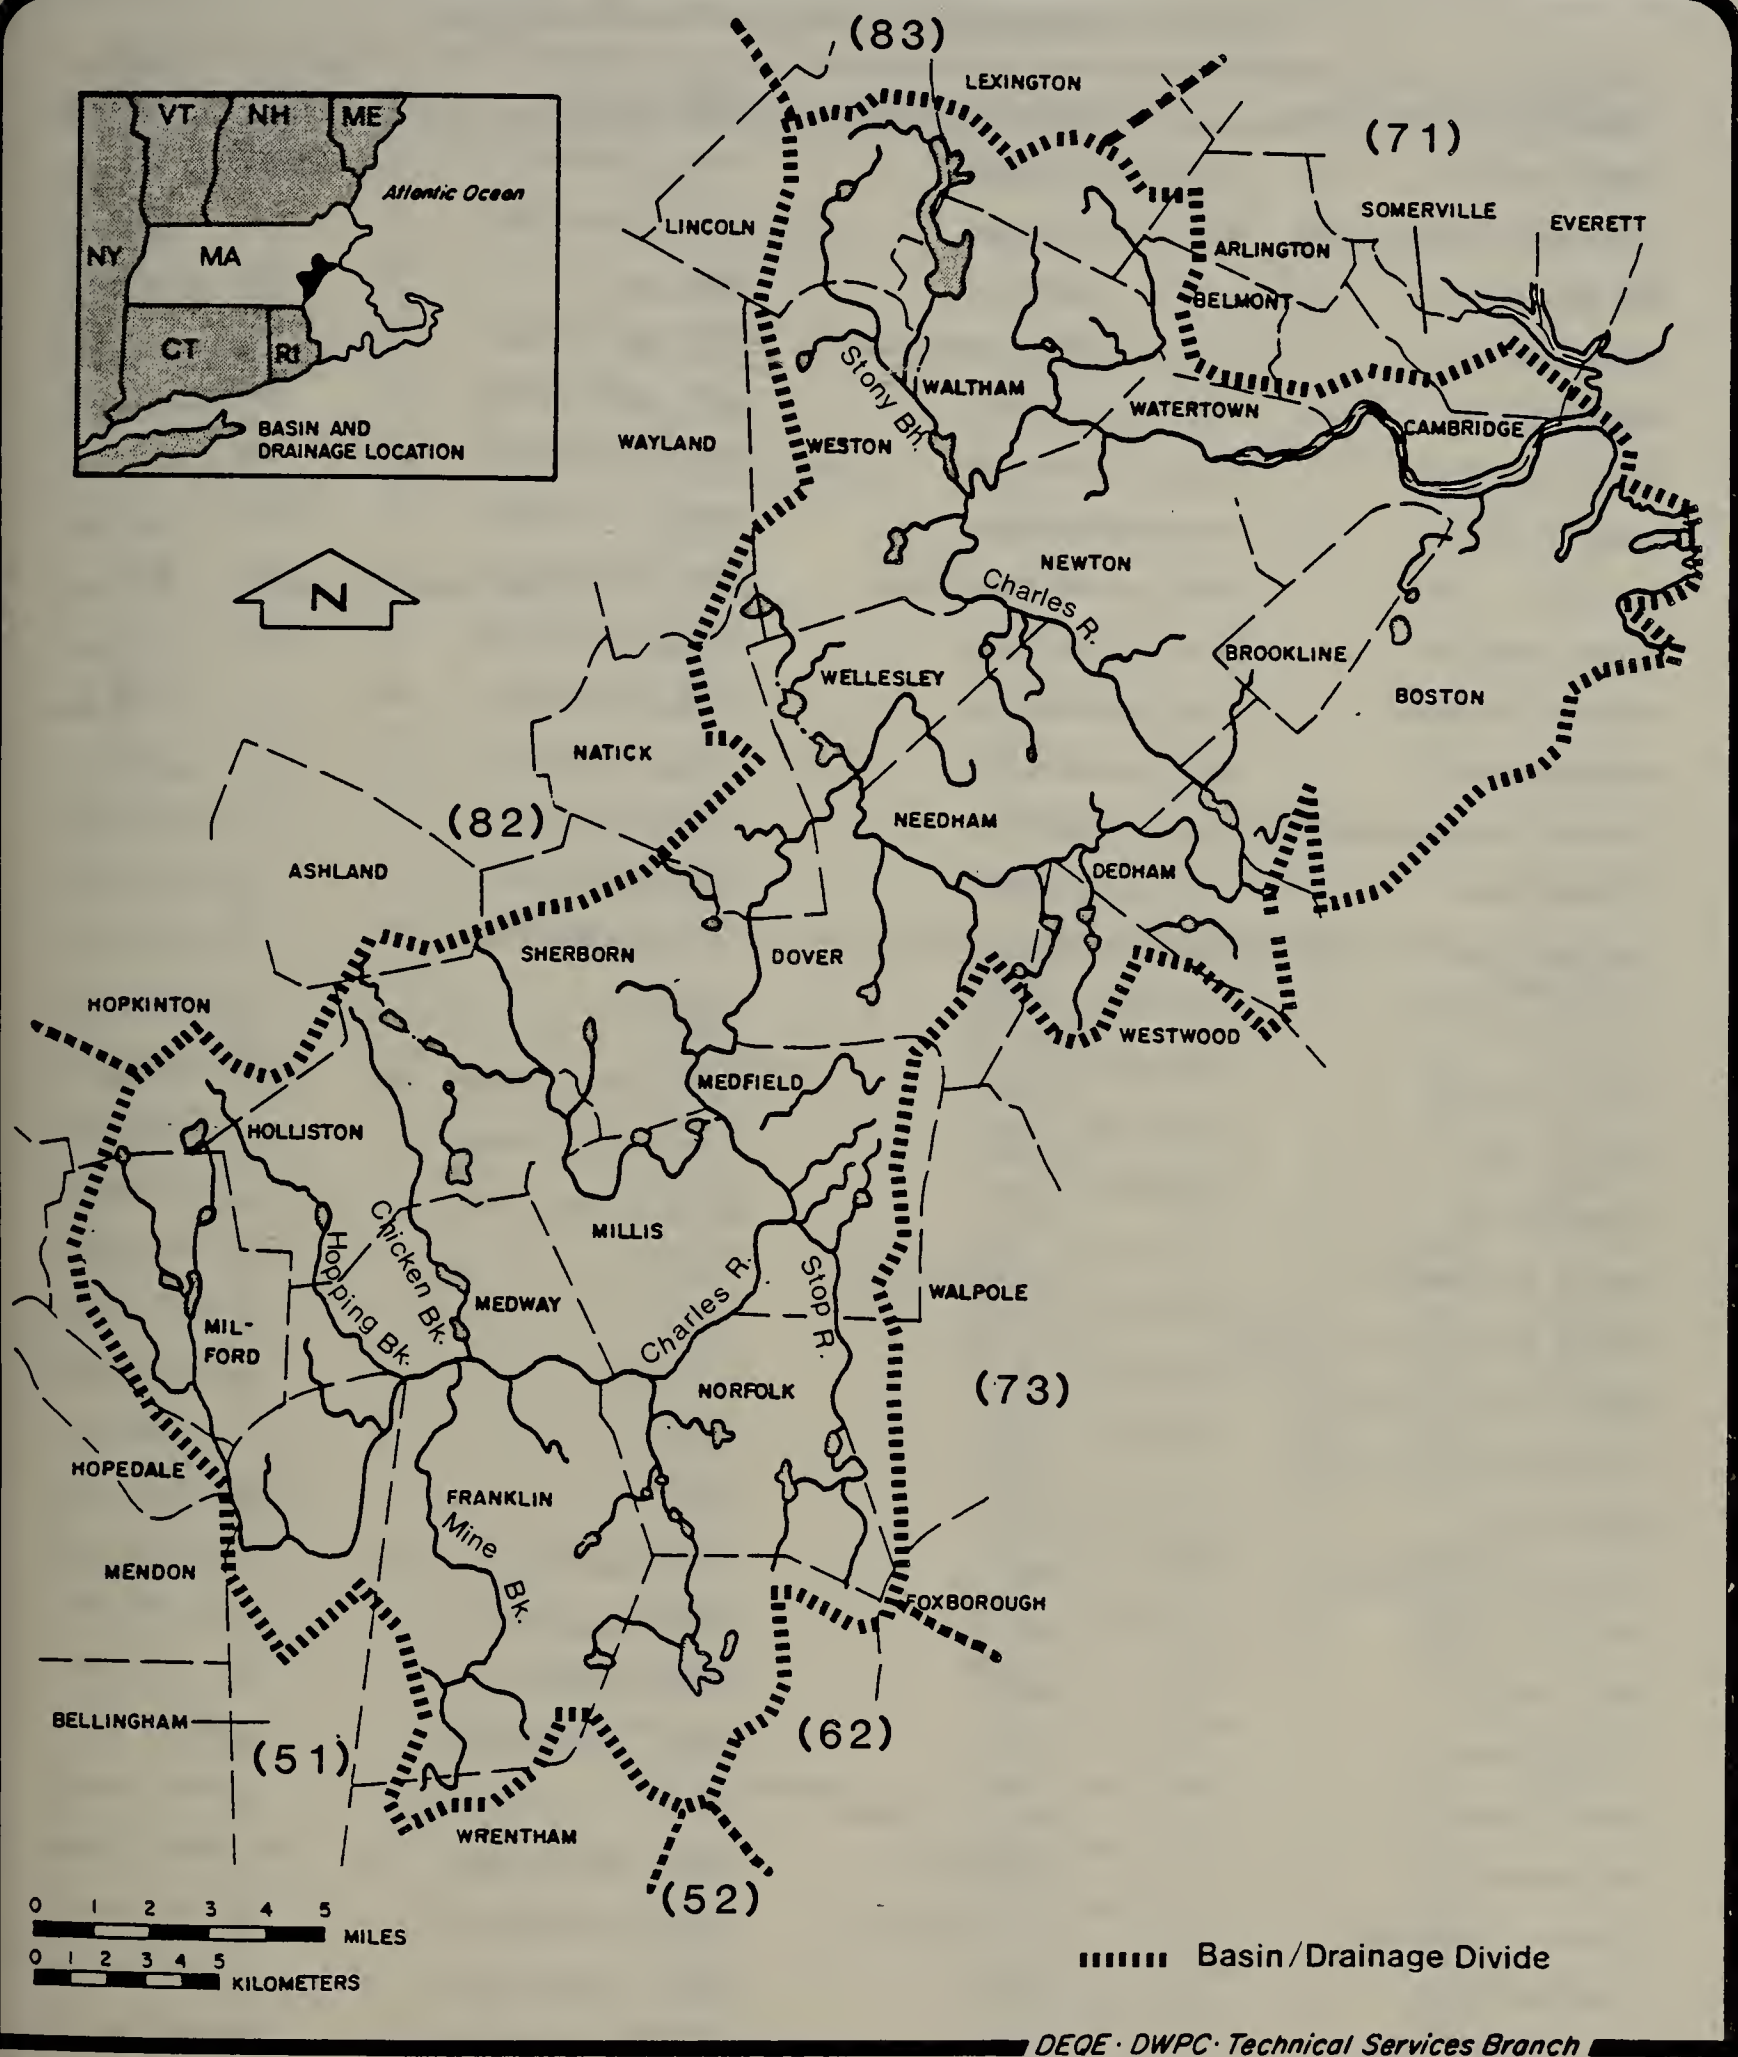 (83)
LEXINGTON
VT
NH
ME
(71)
Atlantic Ocean
SOMERVILLE
EVERETT
LINCOLN
NY
MA
ARLINGTON
BELMONT
CT
RI
Stony Bk.
WALTHAM
WATERTOWN
CAMBRIDGE
BASIN AND
DRAINAGE LOCATION
WAYLAND
WESTON
N
NEWTON
Charles R.
BROOKLINE
WELLESLEY
BOSTON
NATICK
(82)
NEEDHAM
ASHLAND
DEDHAM
SHERBORN
DOVER
HOPKINTON
WESTWOOD
MEDFIELD
HOLLISTON
MILLIS
Chicken Bk.
Hopping Bk.
Charles R.
Stop R.
MEDWAY
WALPOLE
MIL-
FORD
NORFOLK
(73)
HOPEDALE
FRANKLIN
Mine
Bk.
MENDON
FOXBOROUGH
BELLINGHAM
(51)
(62)
WRENTHAM
(52)
0 1 2 3 4 5
MILES
0 1 2 3 4 5
KILOMETERS
Basin/Drainage Divide
DEQE · DWPC · Technical Services Branch